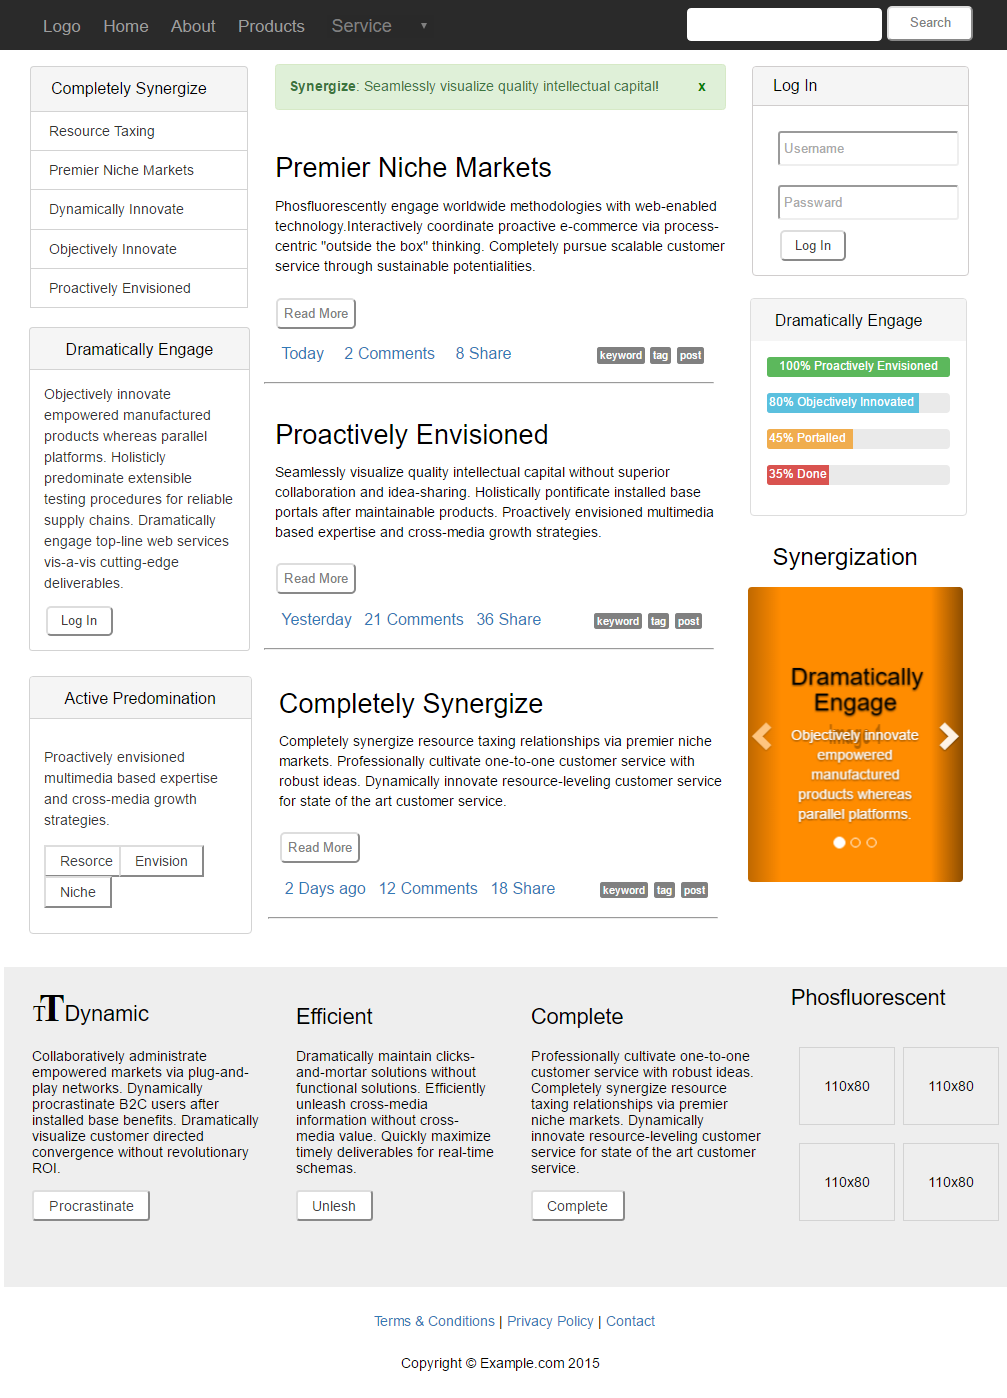 Logo Home About Products Service ▾ Search
Completely Synergize
Resource Taxing
Premier Niche Markets
Dynamically Innovate
Objectively Innovate
Proactively Envisioned
Dramatically Engage
Objectively innovate
empowered manufactured
products whereas parallel
platforms. Holisticly
predominate extensible
testing procedures for reliable
supply chains. Dramatically
engage top-line web services
vis-a-vis cutting-edge
deliverables.
Log In
Active Predomination
Proactively envisioned
multimedia based expertise
and cross-media growth
strategies.
Resorce Envision
Niche
Synergize: Seamlessly visualize quality intellectual capital! x
Premier Niche Markets
Phosfluorescently engage worldwide methodologies with web-enabled
technology.Interactively coordinate proactive e-commerce via process-
centric "outside the box" thinking. Completely pursue scalable customer
service through sustainable potentialities.
Read More
Today 2 Comments 8 Share keyword tag post
Proactively Envisioned
Seamlessly visualize quality intellectual capital without superior
collaboration and idea-sharing. Holistically pontificate installed base
portals after maintainable products. Proactively envisioned multimedia
based expertise and cross-media growth strategies.
Read More
Yesterday 21 Comments 36 Share keyword tag post
Completely Synergize
Completely synergize resource taxing relationships via premier niche
markets. Professionally cultivate one-to-one customer service with
robust ideas. Dynamically innovate resource-leveling customer service
for state of the art customer service.
Read More
2 Days ago 12 Comments 18 Share keyword tag post
Log In
Username
Password
Log In
Dramatically Engage
100% Proactively Envisioned
80% Objectively Innovated
45% Portalled
35% Done
Synergization
Dramatically
Engage
Objectively innovate
empowered
manufactured
products whereas
parallel platforms.
TT Dynamic
Collaboratively administrate
empowered markets via plug-and-
play networks. Dynamically
procrastinate B2C users after
installed base benefits. Dramatically
visualize customer directed
convergence without revolutionary
ROI.
Procrastinate
Efficient
Dramatically maintain clicks-
and-mortar solutions without
functional solutions. Efficiently
unleash cross-media
information without cross-
media value. Quickly maximize
timely deliverables for real-time
schemas.
Unlesh
Complete
Professionally cultivate one-to-one
customer service with robust ideas.
Completely synergize resource
taxing relationships via premier
niche markets. Dynamically
innovate resource-leveling customer
service for state of the art customer
service.
Complete
Phosfluorescent
110x80 110x80
110x80 110x80
Terms & Conditions | Privacy Policy | Contact
Copyright © Example.com 2015